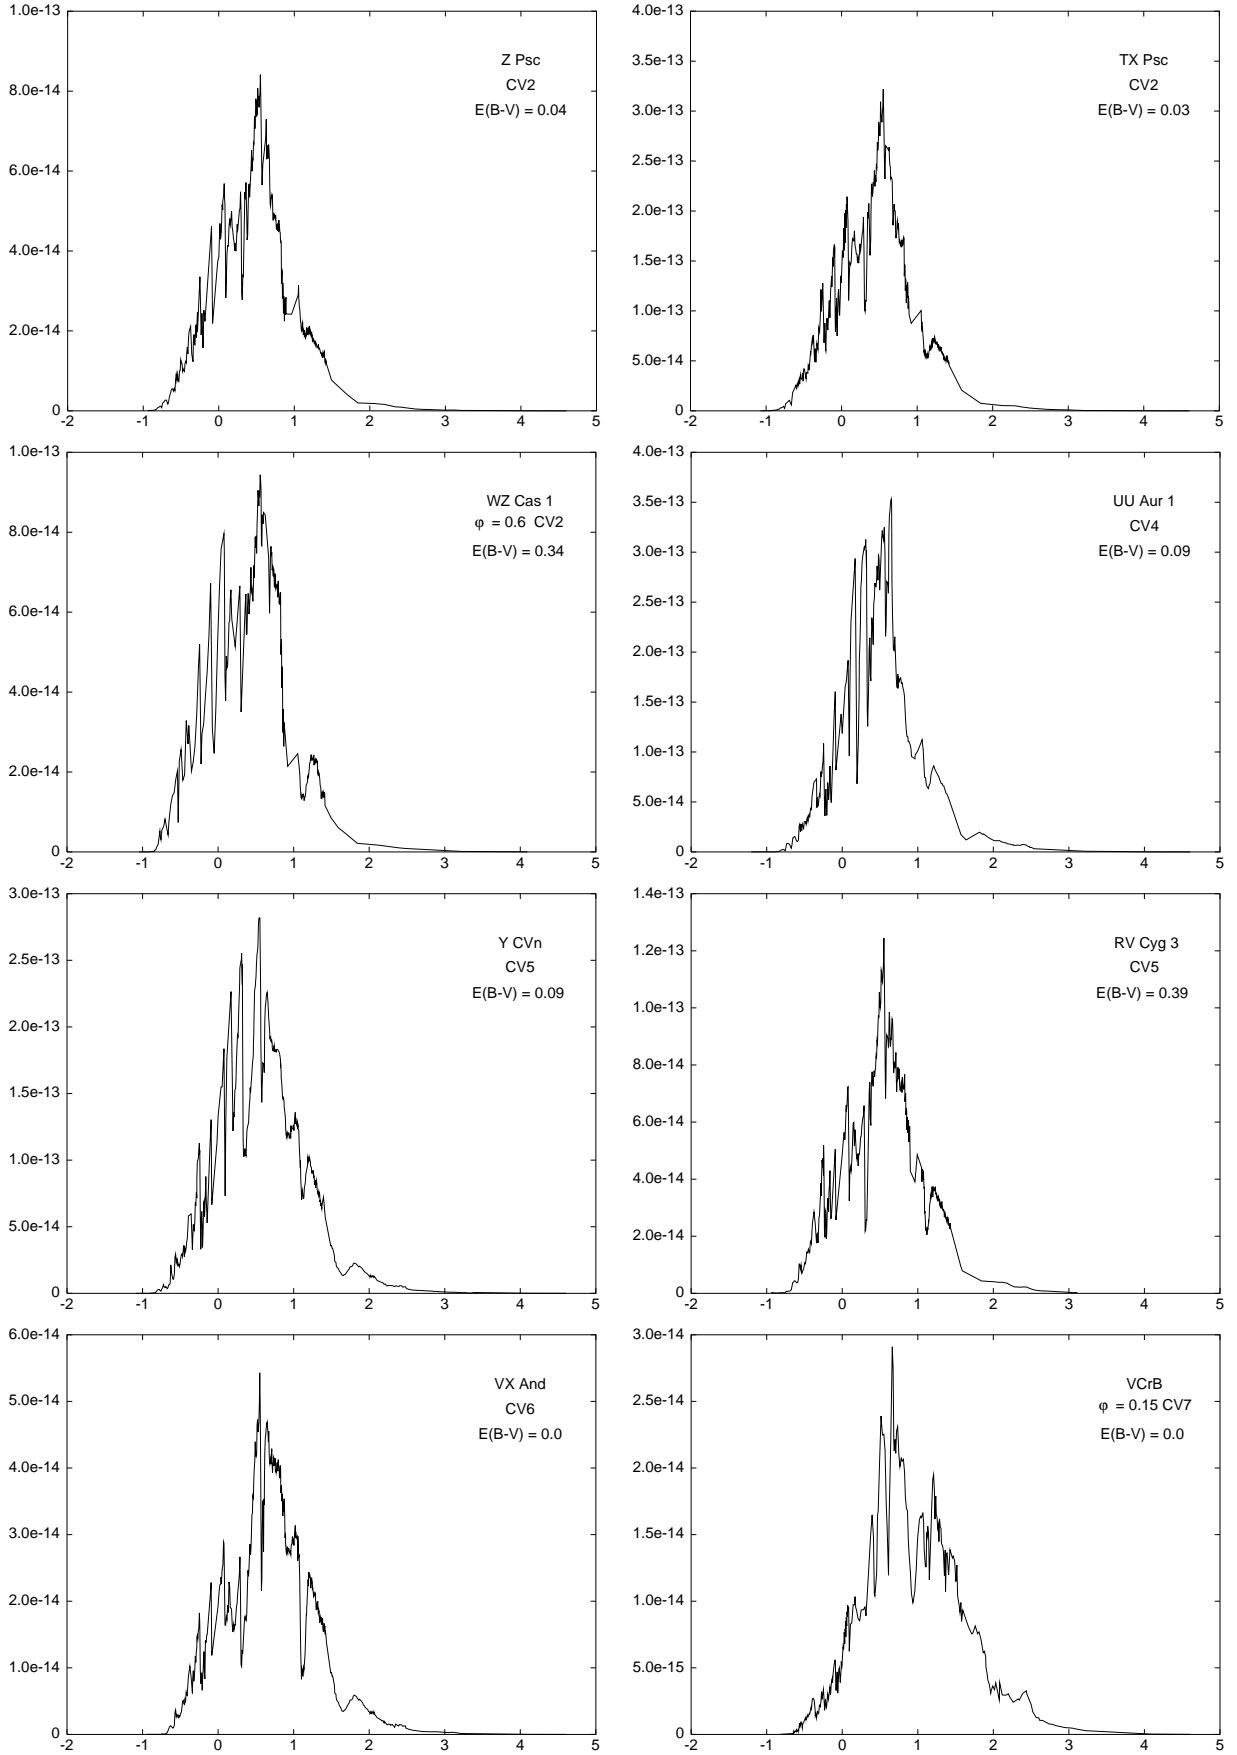 1.0e-13
8.0e-14
6.0e-14
4.0e-14
2.0e-14
0
-2 -1 0 1 2 3 4 5
Z Psc
CV2
E(B-V) = 0.04
4.0e-13
3.5e-13
3.0e-13
2.5e-13
2.0e-13
1.5e-13
1.0e-13
5.0e-14
0
-2 -1 0 1 2 3 4 5
TX Psc
CV2
E(B-V) = 0.03
1.0e-13
8.0e-14
6.0e-14
4.0e-14
2.0e-14
0
-2 -1 0 1 2 3 4 5
WZ Cas 1
φ = 0.6 CV2
E(B-V) = 0.34
4.0e-13
3.5e-13
3.0e-13
2.5e-13
2.0e-13
1.5e-13
1.0e-13
5.0e-14
0
-2 -1 0 1 2 3 4 5
UU Aur 1
CV4
E(B-V) = 0.09
3.0e-13
2.5e-13
2.0e-13
1.5e-13
1.0e-13
5.0e-14
0
-2 -1 0 1 2 3 4 5
Y CVn
CV5
E(B-V) = 0.09
1.4e-13
1.2e-13
1.0e-13
8.0e-14
6.0e-14
4.0e-14
2.0e-14
0
-2 -1 0 1 2 3 4 5
RV Cyg 3
CV5
E(B-V) = 0.39
6.0e-14
5.0e-14
4.0e-14
3.0e-14
2.0e-14
1.0e-14
0
-2 -1 0 1 2 3 4 5
VX And
CV6
E(B-V) = 0.0
3.0e-14
2.5e-14
2.0e-14
1.5e-14
1.0e-14
5.0e-15
0
-2 -1 0 1 2 3 4 5
VCrB
φ = 0.15 CV7
E(B-V) = 0.0